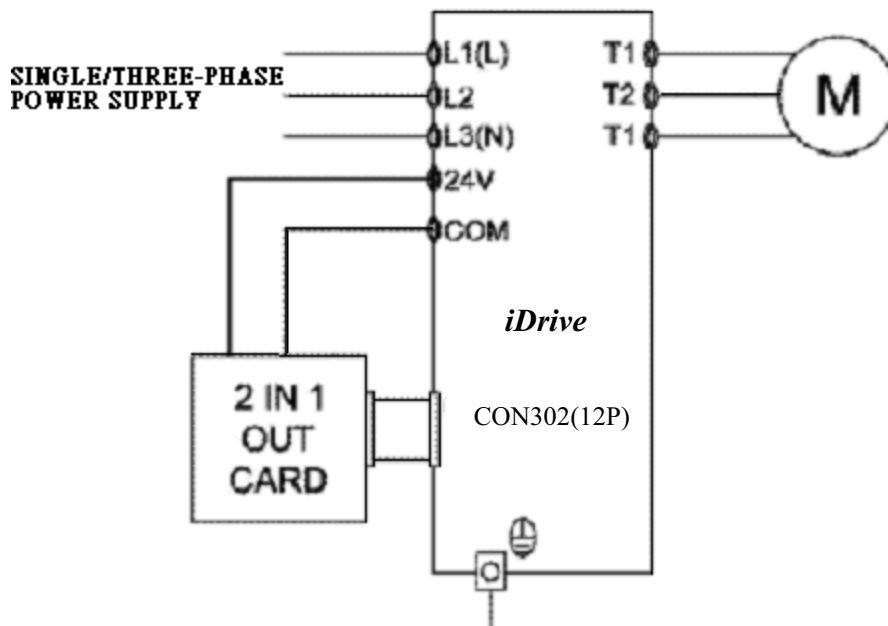 SINGLE/THREE-PHASE
POWER SUPPLY
L1(L)
L2
L3(N)
24V
COM
T1
T2
T1
M
iDrive
CON302(12P)
2 IN 1
OUT
CARD